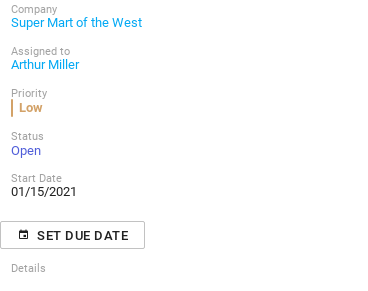 Company
Super Mart of the West
Assigned to
Arthur Miller
Priority
Low
Status
Open
Start Date
01/15/2021
SET DUE DATE
Details